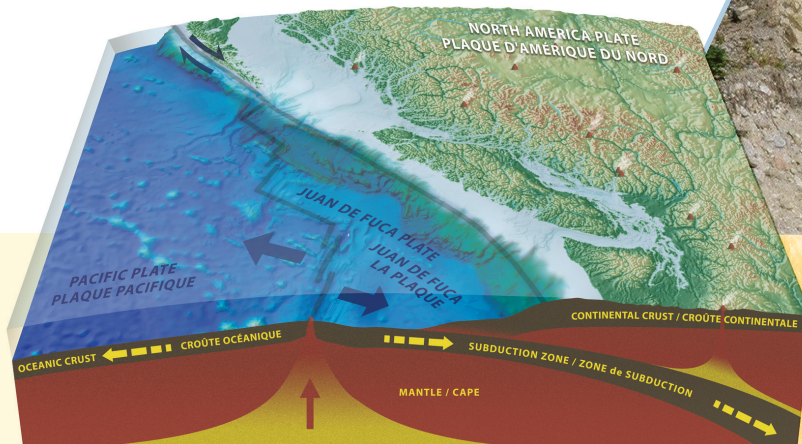 NORTH AMERICA PLATE
PLAQUE D'AMÉRIQUE DU NORD
JUAN DE FUCA PLATE
JUAN DE FUCA
LA PLAQUE
PACIFIC PLATE
PLAQUE PACIFIQUE
CONTINENTAL CRUST / CROÛTE CONTINENTALE
OCEANIC CRUST
CROÛTE OCÉANIQUE
SUBDUCTION ZONE / ZONE de SUBDUCTION
MANTLE / CAPE